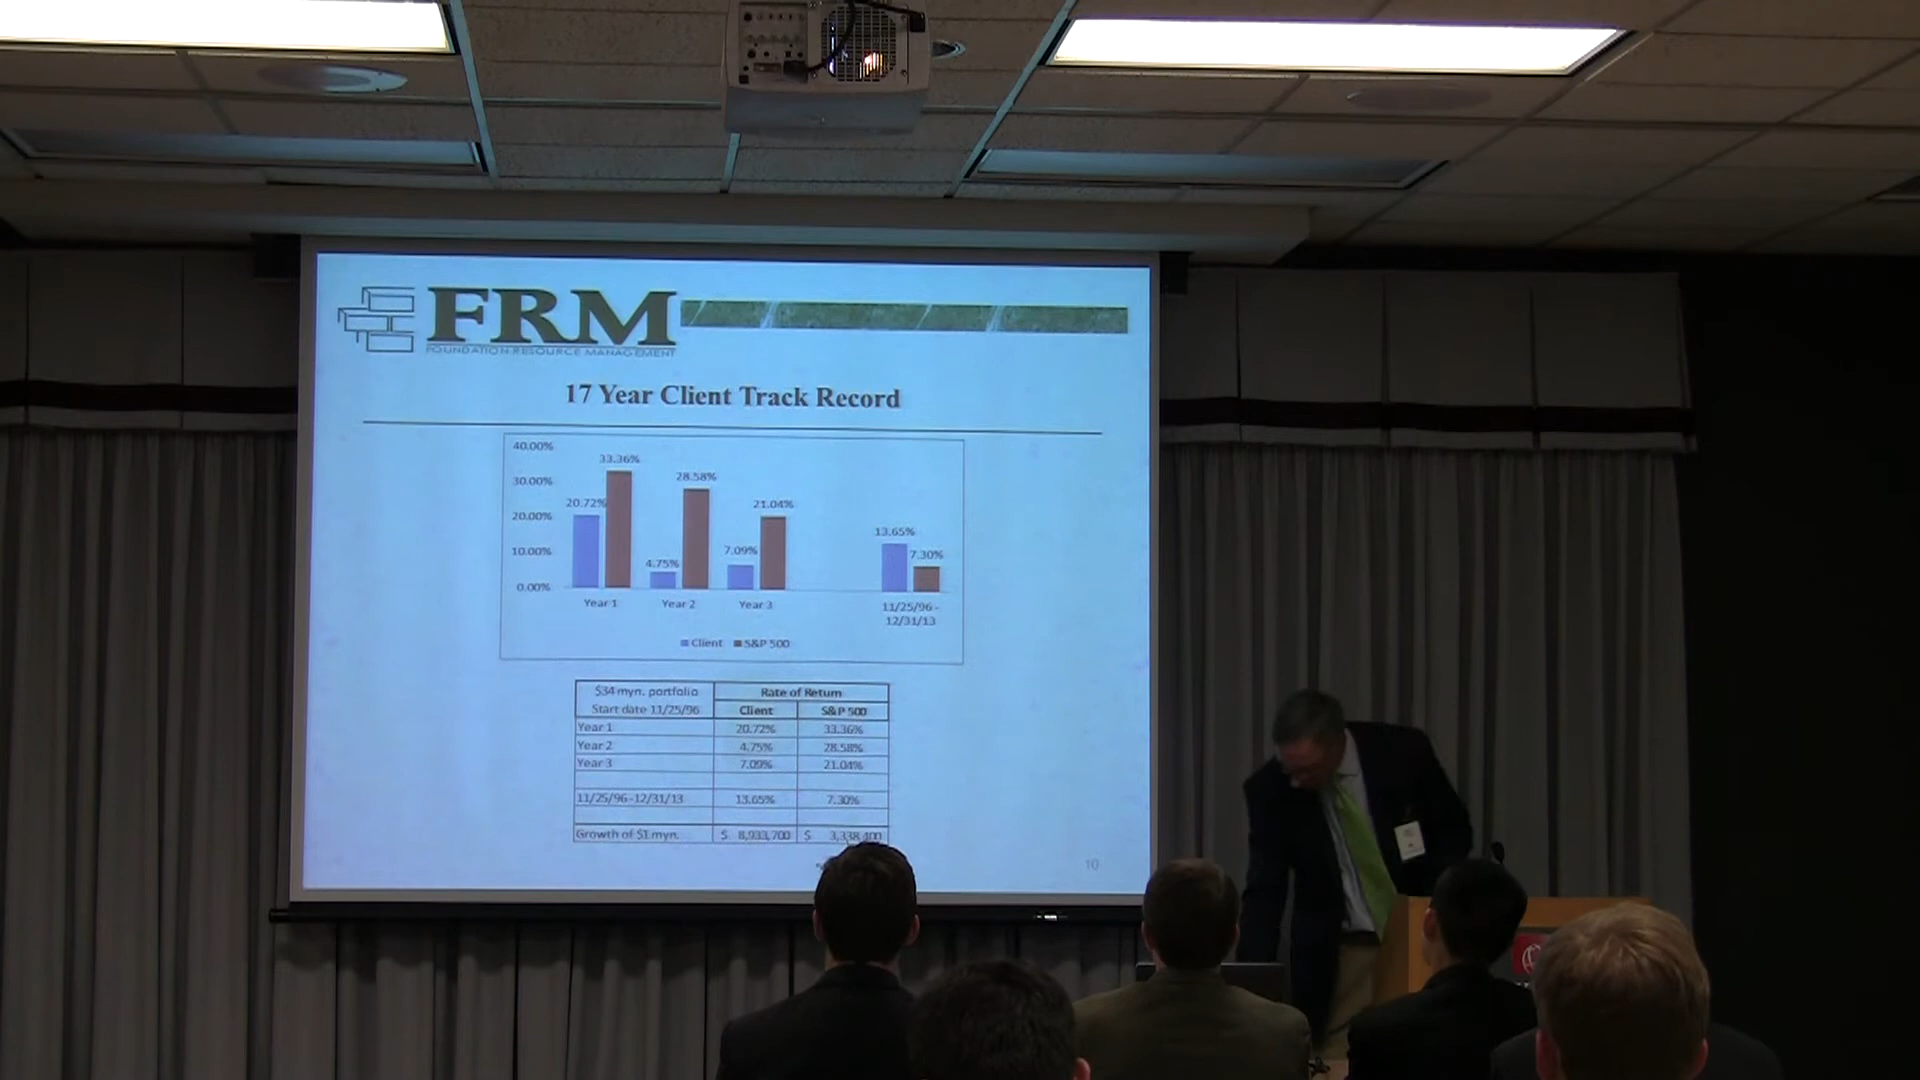 FRM
FOUNDATION RESOURCE MANAGEMENT
17 Year Client Track Record
40.00%
30.00%
20.00%
10.00%
0.00%
20.72%
33.36%
4.75%
28.58%
7.09%
21.04%
13.65%
7.30%
Year 1
Year 2
Year 3
11/25/96 -
12/31/13
Client
S&P 500
$34 myn. portfolio
Rate of Return
Start date 11/25/96
Client
S&P 500
Year 1 20.72% 33.36%
Year 2 4.75% 28.58%
Year 3 7.09% 21.04%
11/25/96-12/31/13 13.65% 7.30%
Growth of $1 myn. $ 8,933,700 $ 3,338,400
10